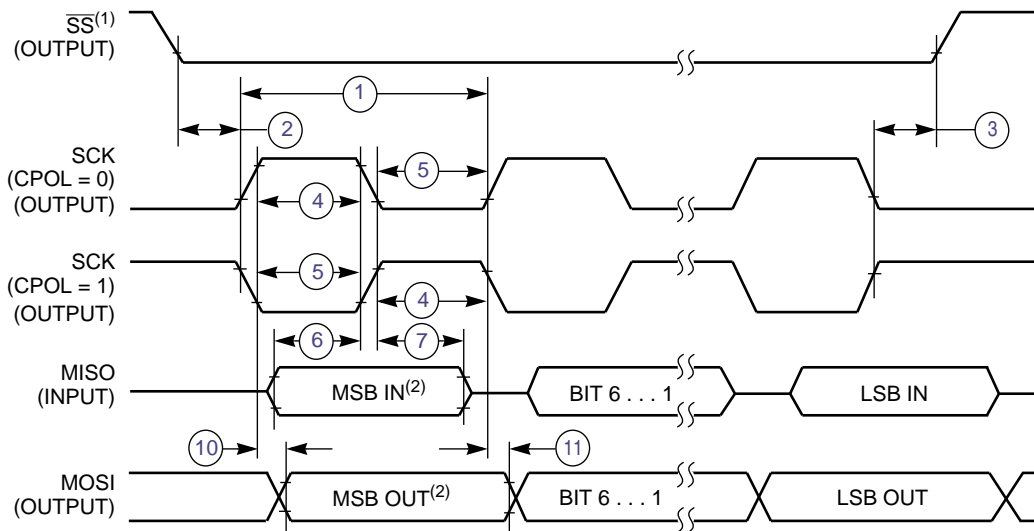 SS(1)
(OUTPUT)
1
2
3
SCK
(CPOL = 0)
(OUTPUT)
5
4
SCK
(CPOL = 1)
(OUTPUT)
5
4
6
7
MISO
(INPUT)
MSB IN(2)
BIT 6 . . . 1
LSB IN
10
11
MOSI
(OUTPUT)
MSB OUT(2)
BIT 6 . . . 1
LSB OUT